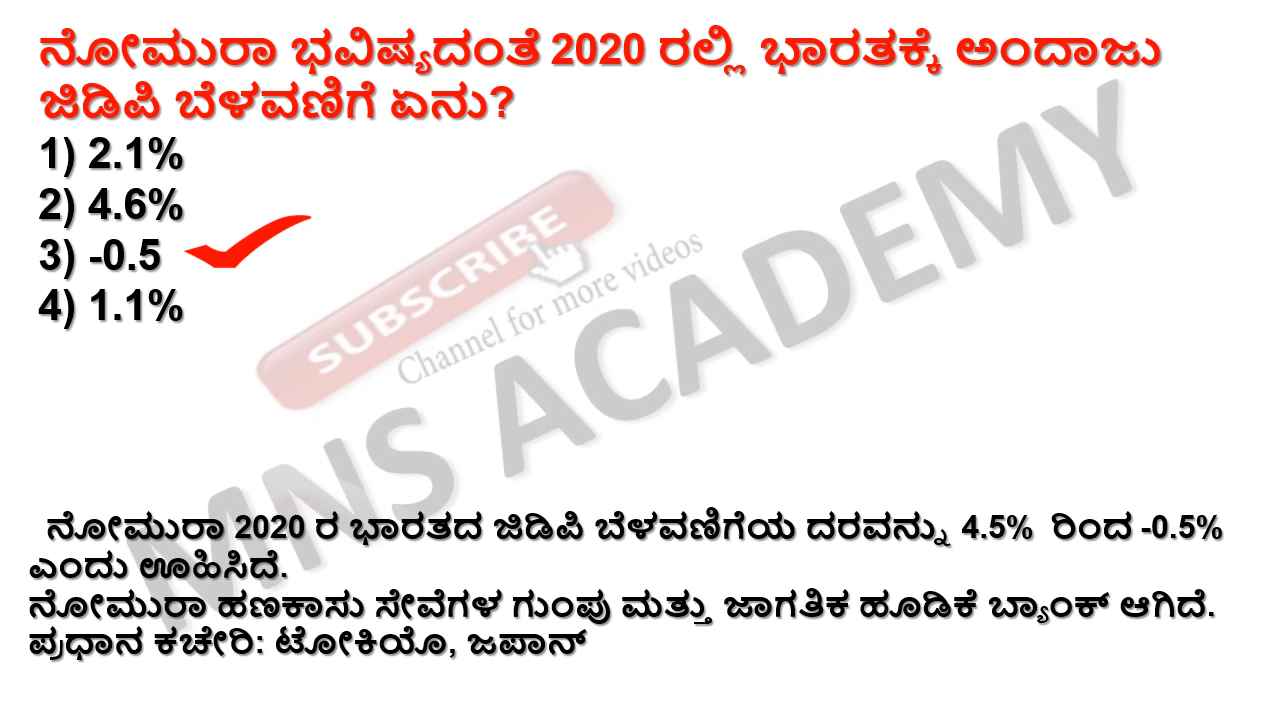 ನೋಮುರಾ ಭವಿಷ್ಯದಂತೆ 2020 ರಲ್ಲಿ ಭಾರತಕ್ಕೆ ಅಂದಾಜು
ಜಿಡಿಪಿ ಬೆಳವಣಿಗೆ ಏನು?
1) 2.1%
2) 4.6%
3) -0.5
4) 1.1%
SUBSCRIBE
Channel for more videos
MNS ACADEMY
ನೋಮುರಾ 2020 ರ ಭಾರತದ ಜಿಡಿಪಿ ಬೆಳವಣಿಗೆಯ ದರವನ್ನು 4.5% ರಿಂದ -0.5%
ಎಂದು ಊಹಿಸಿದೆ.
ನೋಮುರಾ ಹಣಕಾಸು ಸೇವೆಗಳ ಗುಂಪು ಮತ್ತು ಜಾಗತಿಕ ಹೂಡಿಕೆ ಬ್ಯಾಂಕ್ ಆಗಿದೆ.
ಪ್ರಧಾನ ಕಚೇರಿ: ಟೋಕಿಯೊ, ಜಪಾನ್